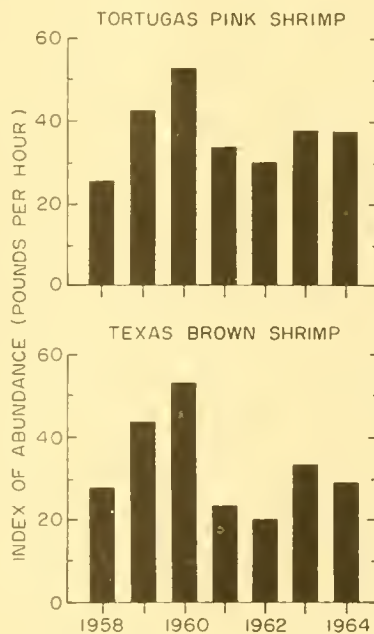 TORTUGAS PINK SHRIMP
60
40
20
0
INDEX OF ABUNDANCE (POUNDS PER HOUR)
TEXAS BROWN SHRIMP
60
40
20
0
1958 1960 1962 1964